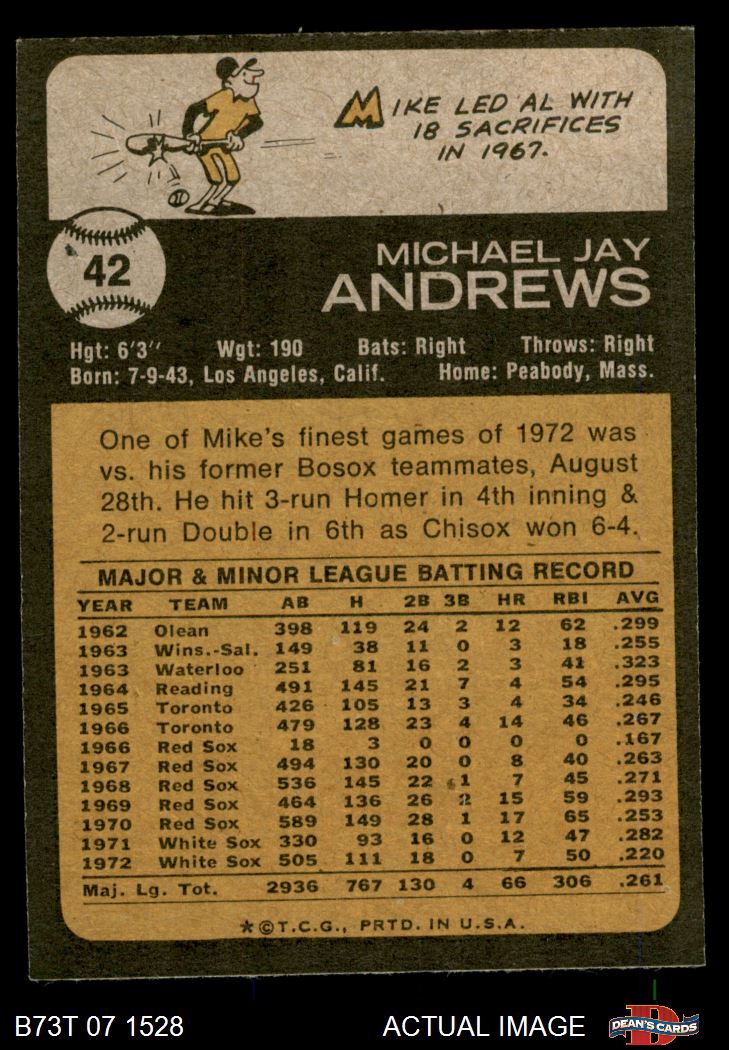 MIKE LED AL WITH
18 SACRIFICES
IN 1967.
42
MICHAEL JAY
ANDREWS
Hgt: 6'3" Wgt: 190 Bats: Right Throws: Right
Born: 7-9-43, Los Angeles, Calif. Home: Peabody, Mass.
One of Mike's finest games of 1972 was
vs. his former Bosox teammates, August
28th. He hit 3-run Homer in 4th inning &
2-run Double in 6th as Chisox won 6-4.
MAJOR & MINOR LEAGUE BATTING RECORD
YEAR TEAM AB H 2B 3B HR RBI AVG
1962 Olean 398 119 24 2 12 62 .299
1963 Wins.-Sal. 149 38 11 0 3 18 .255
1963 Waterloo 251 81 16 2 3 41 .323
1964 Reading 491 145 21 7 4 54 .295
1965 Toronto 426 105 13 3 4 34 .246
1966 Toronto 479 128 23 4 14 46 .267
1966 Red Sox 18 3 0 0 0 0 .167
1967 Red Sox 494 130 20 0 8 40 .263
1968 Red Sox 536 145 22 1 7 45 .271
1969 Red Sox 464 136 26 2 15 59 .293
1970 Red Sox 589 149 28 1 17 65 .253
1971 White Sox 330 93 16 0 12 47 .282
1972 White Sox 505 111 18 0 7 50 .220
Maj. Lg. Tot. 2936 767 130 4 66 306 .261
*©T.C.G., PRTD. IN U.S.A.
B73T 07 1528 ACTUAL IMAGE DEAN'S CARDS